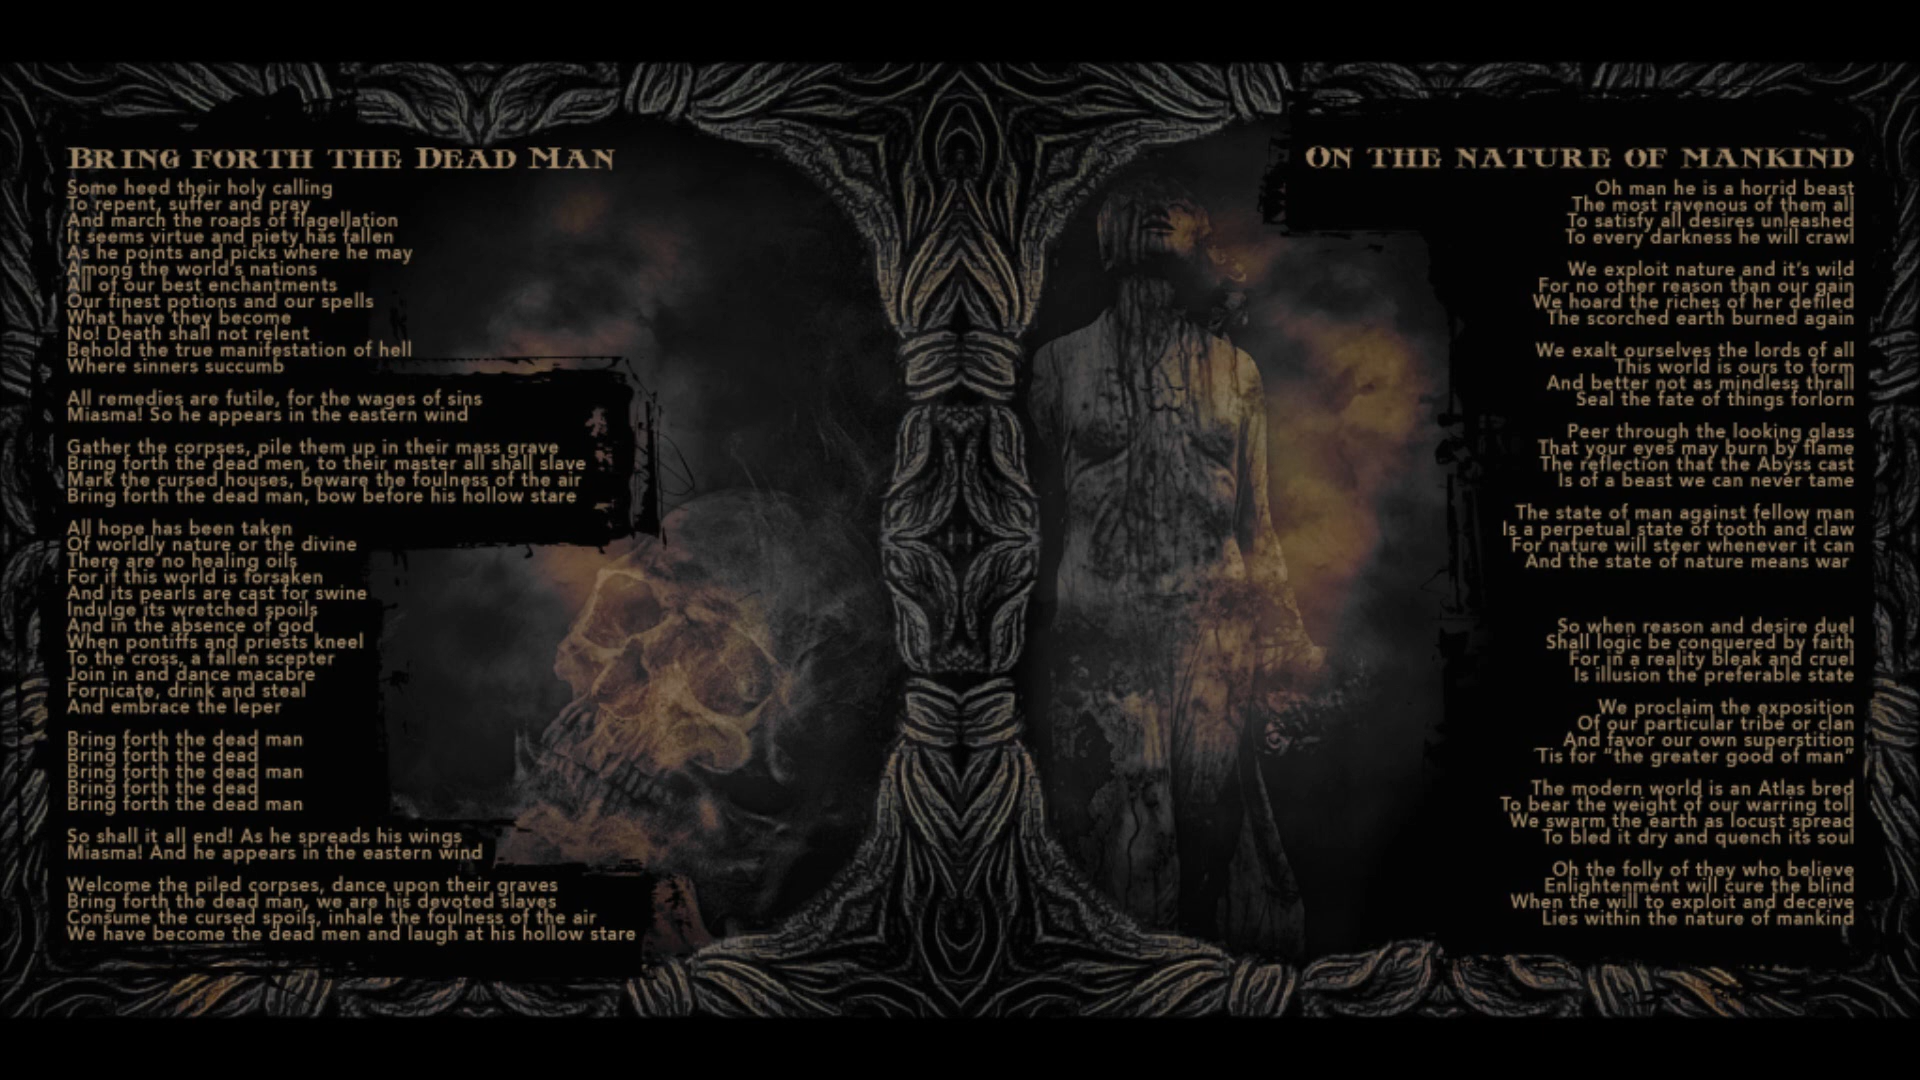 Bring forth the Dead Man
Some heed their holy calling
To repent, suffer and pray
And march the roads of flagellation
It seems virtue and piety has fallen
As he points and picks where he may
Among the world's nations
All of our best enchantments
Our finest potions and our spells
What have they become
No! Death shall not relent
Behold the true manifestation of hell
Where sinners succumb
All remedies are futile, for the wages of sins
Miasma! So he appears in the eastern wind
Gather the corpses, pile them up in their mass grave
Bring forth the dead men, to their master all shall slave
Mark the cursed houses, beware the foulness of the air
Bring forth the dead man, bow before his hollow stare
All hope has been taken
Of worldly nature or the divine
There are no healing oils
For if this world is forsaken
And its pearls are cast for swine
Indulge its wretched spoils
And in the absence of god
When pontiffs and priests kneel
To the cross, a fallen scepter
Join in and dance macabre
Fornicate, drink and steal
And embrace the leper
Bring forth the dead man
Bring forth the dead
Bring forth the dead man
Bring forth the dead
Bring forth the dead man
So shall it all end! As he spreads his wings
Miasma! And he appears in the eastern wind
Welcome the piled corpses, dance upon their graves
Bring forth the dead man, we are his devoted slaves
Consume the cursed spoils, inhale the foulness of the air
We have become the dead men and laugh at his hollow stare
On the nature of mankind
Oh man he is a horrid beast
The most ravenous of them all
To satisfy all desires unleashed
To every darkness he will crawl
We exploit nature and it's wild
For no other reason than our gain
We hoard the riches of her defiled
The scorched earth burned again
We exalt ourselves the lords of all
This world is ours to form
And better not as mindless thrall
Seal the fate of things forlorn
Peer through the looking glass
That your eyes may burn by flame
The reflection that the Abyss cast
Is of a beast we can never tame
The state of man against fellow man
Is a perpetual state of tooth and claw
For nature will steer whenever it can
And the state of nature means war
So when reason and desire duel
Shall logic be conquered by faith
For in a reality bleak and cruel
Is illusion the preferable state
We proclaim the exposition
Of our particular tribe or clan
And favor our own superstition
'Tis for "the greater good of man"
The modern world is an Atlas bred
To bear the weight of our warring toll
We swarm the earth as locust spread
To bled it dry and quench its soul
Oh the folly of they who believe
Enlightenment will cure the blind
When the will to exploit and deceive
Lies within the nature of mankind